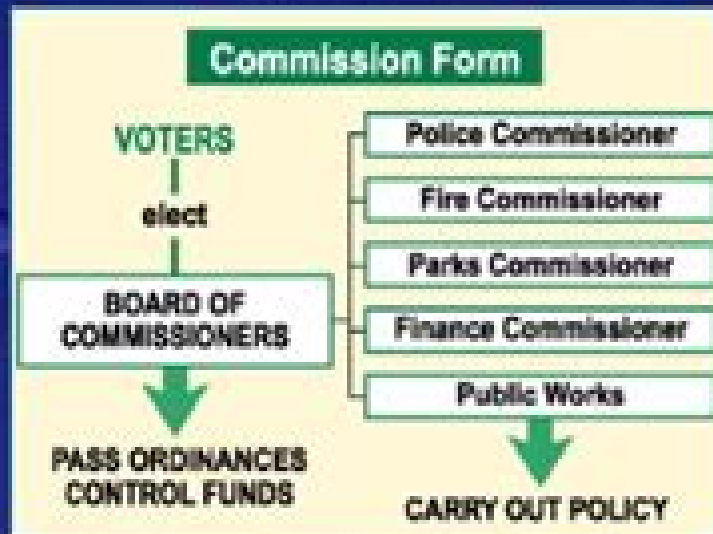 Commission Form
VOTERS
elect
BOARD OF
COMMISSIONERS
PASS ORDINANCES
CONTROL FUNDS
Police Commissioner
Fire Commissioner
Parks Commissioner
Finance Commissioner
Public Works
CARRY OUT POLICY